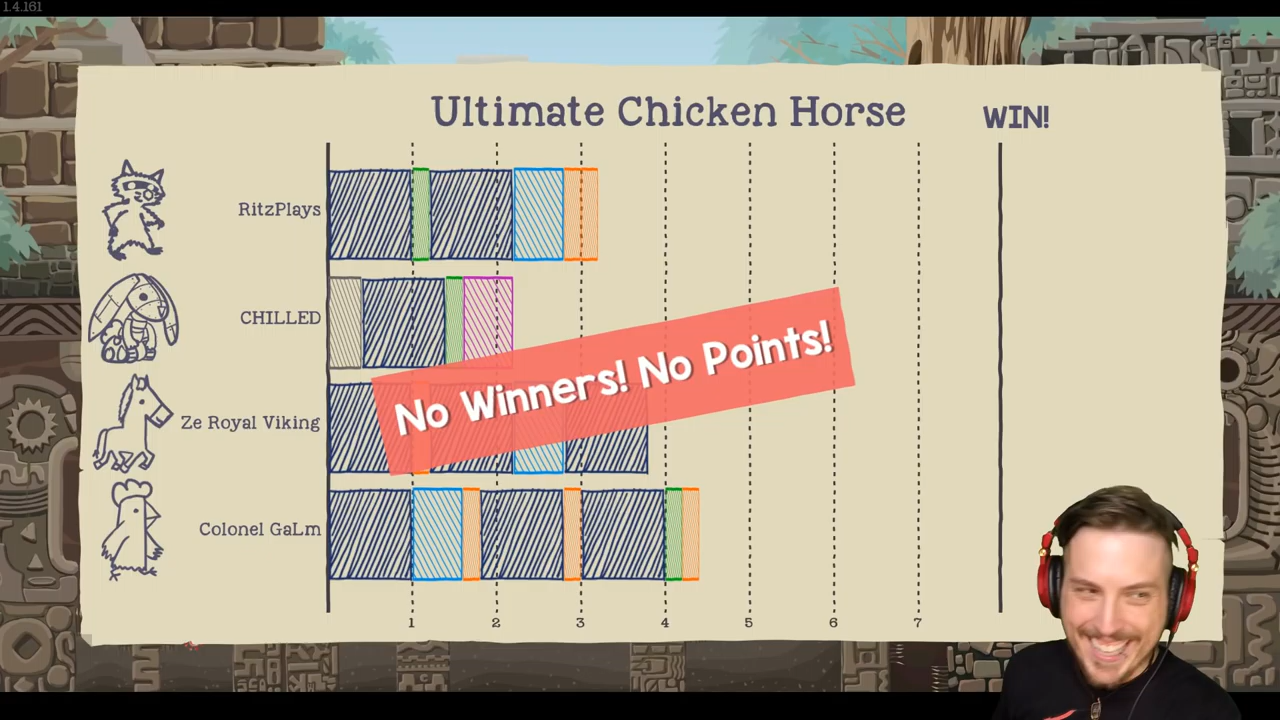 1.4.161
Ultimate Chicken Horse
WIN!
RitzPlays
CHILLED
No Winners! No Points!
Ze Royal Viking
Colonel GaLm
1 2 3 4 5 6 7